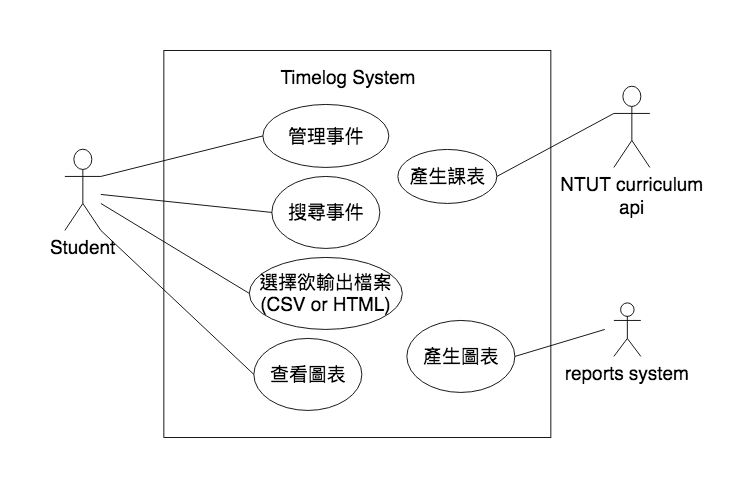 Timelog System
管理事件
產生課表
NTUT curriculum
api
搜尋事件
Student
選擇欲輸出檔案
(CSV or HTML)
產生圖表
查看圖表
reports system